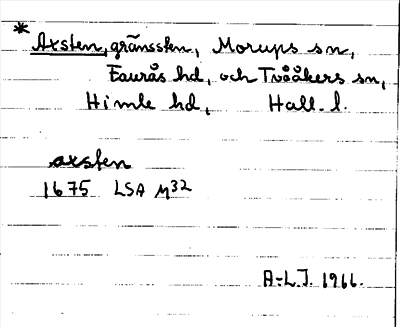 * Axsten, gränssten, Morups sn,
Faurås hd, och Tvååkers sn,
Himle hd, Hall. l.
axsten
1675 LSA M32
A-L.J. 1966.